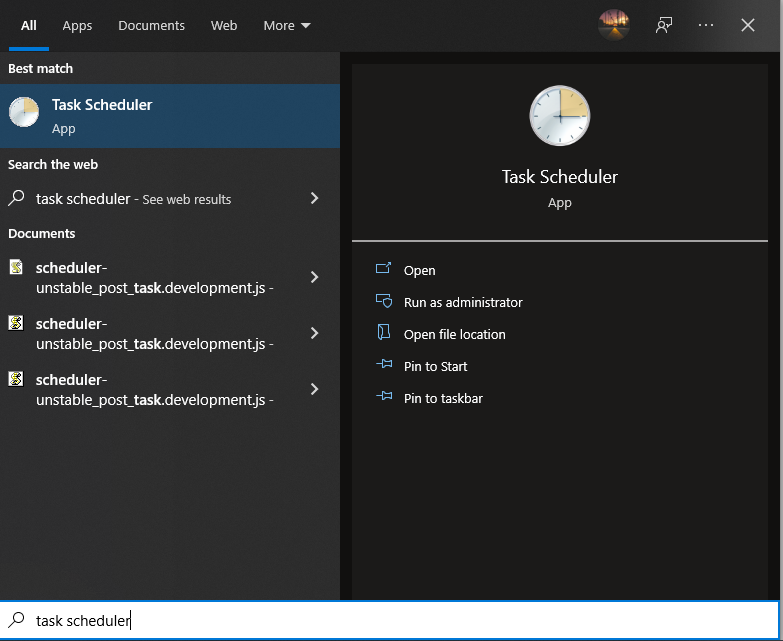 All Apps Documents Web More
Best match
Task Scheduler
App
Search the web
task scheduler - See web results
Documents
scheduler-
unstable_post_task.development.js -
scheduler-
unstable_post_task.development.js -
scheduler-
unstable_post_task.development.js -
Task Scheduler
App
Open
Run as administrator
Open file location
Pin to Start
Pin to taskbar
task scheduler